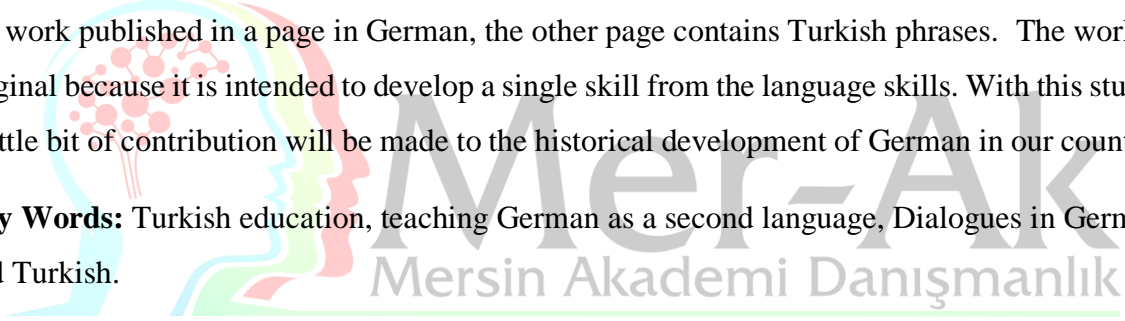 work published in a page in German, the other page contains Turkish phrases. The wor
ginal because it is intended to develop a single skill from the language skills. With this stu
ttle bit of contribution will be made to the historical development of German in our count
y Words: Turkish education, teaching German as a second language, Dialogues in Germ
d Turkish.
Mer-Ak
Mersin Akademi Danışmanlık